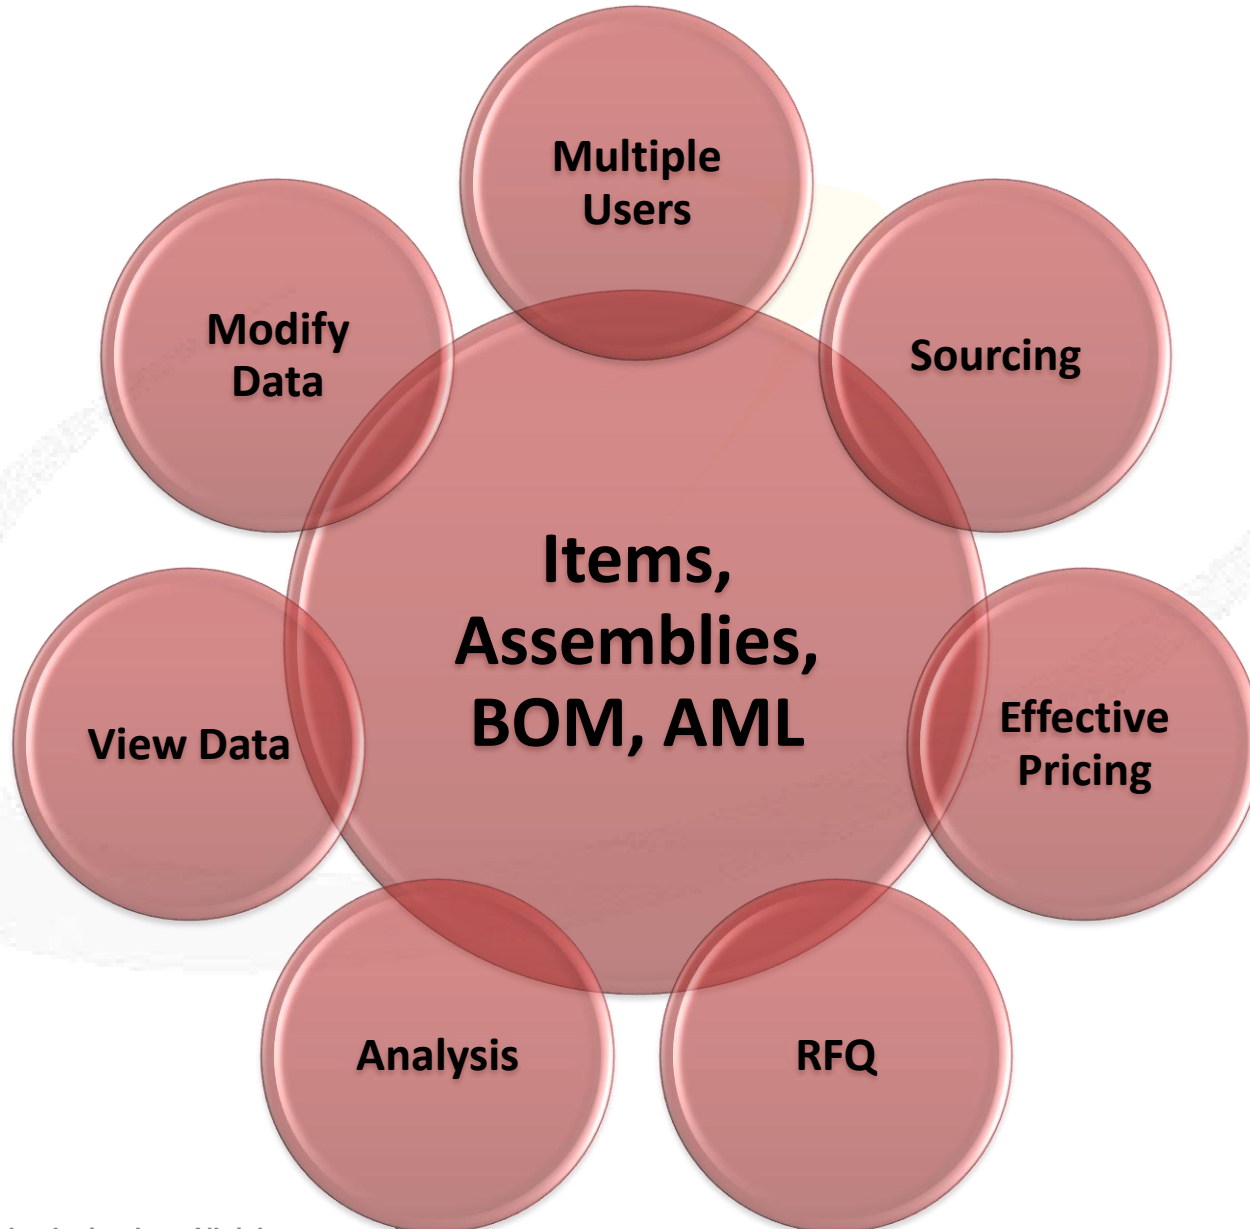 Multiple
Users
Modify
Data
Sourcing
Items,
Assemblies,
BOM, AML
View Data
Effective
Pricing
Analysis
RFQ